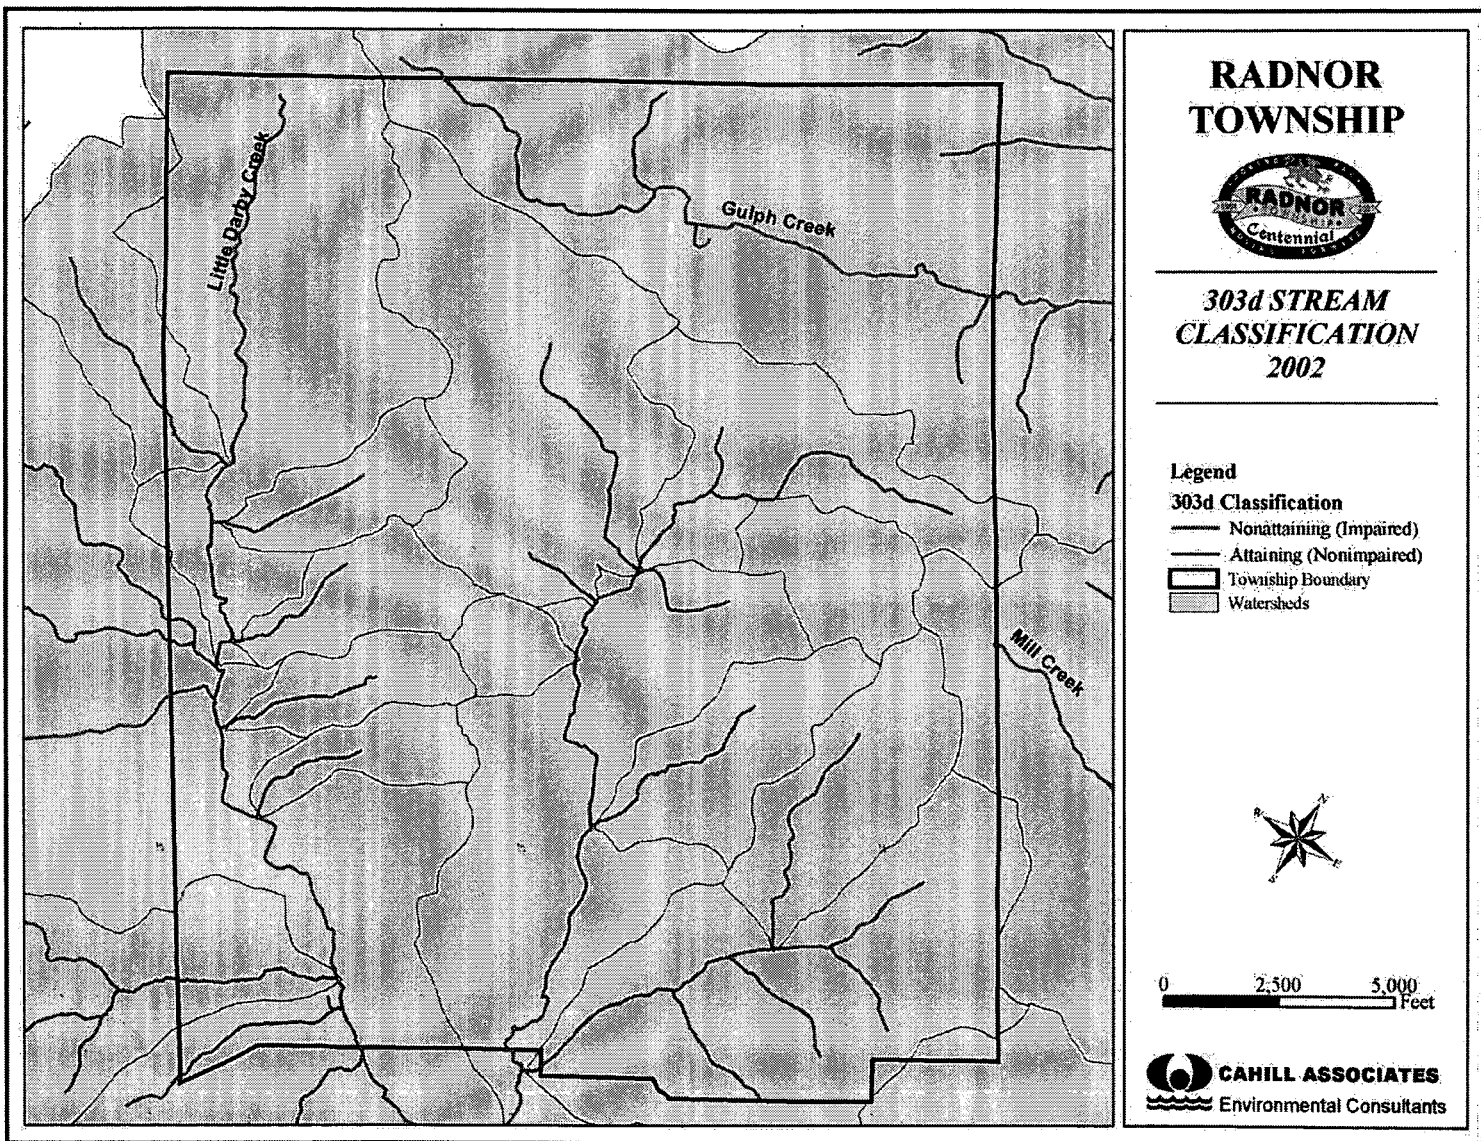 Little Darby Creek
Gulph Creek
Mill Creek
RADNOR
TOWNSHIP
RADNOR
TOWNSHIP
Centennial
303d STREAM
CLASSIFICATION
2002
Legend
303d Classification
Nonattaining (Impaired)
Attaining (Nonimpaired)
Township Boundary
Watersheds
N
E
S
0 2,500 5,000
Feet
CAHILL ASSOCIATES
Environmental Consultants